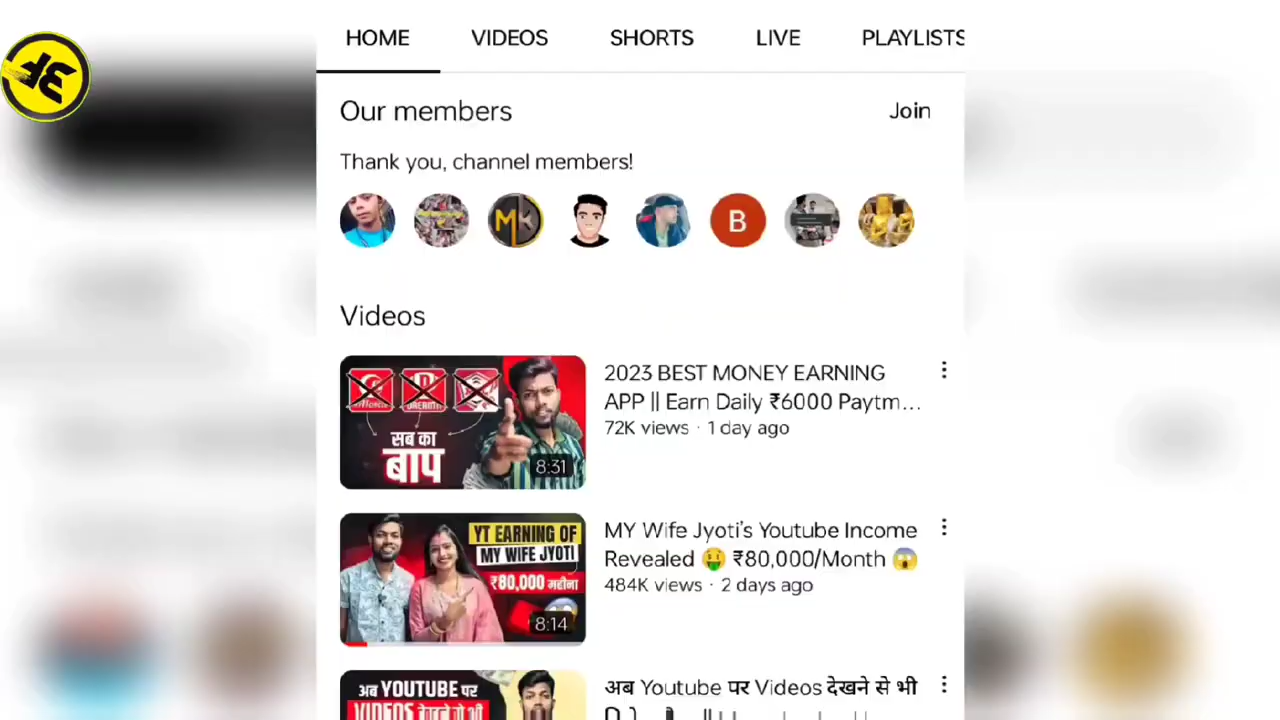 HOME VIDEOS SHORTS LIVE PLAYLISTS
Our members Join
Thank you, channel members!
MK
B
Videos
सब का
बाप
8:31
2023 BEST MONEY EARNING
APP || Earn Daily ₹6000 Paytm...
72K views · 1 day ago
YT EARNING OF
MY WIFE JYOTI
₹80,000 महीना
8:14
MY Wife Jyoti's Youtube Income
Revealed 🤑 ₹80,000/Month 😱
484K views · 2 days ago
अब YOUTUBE पर
VIDEOS देखने से भी
अब Youtube पर Videos देखने से भी